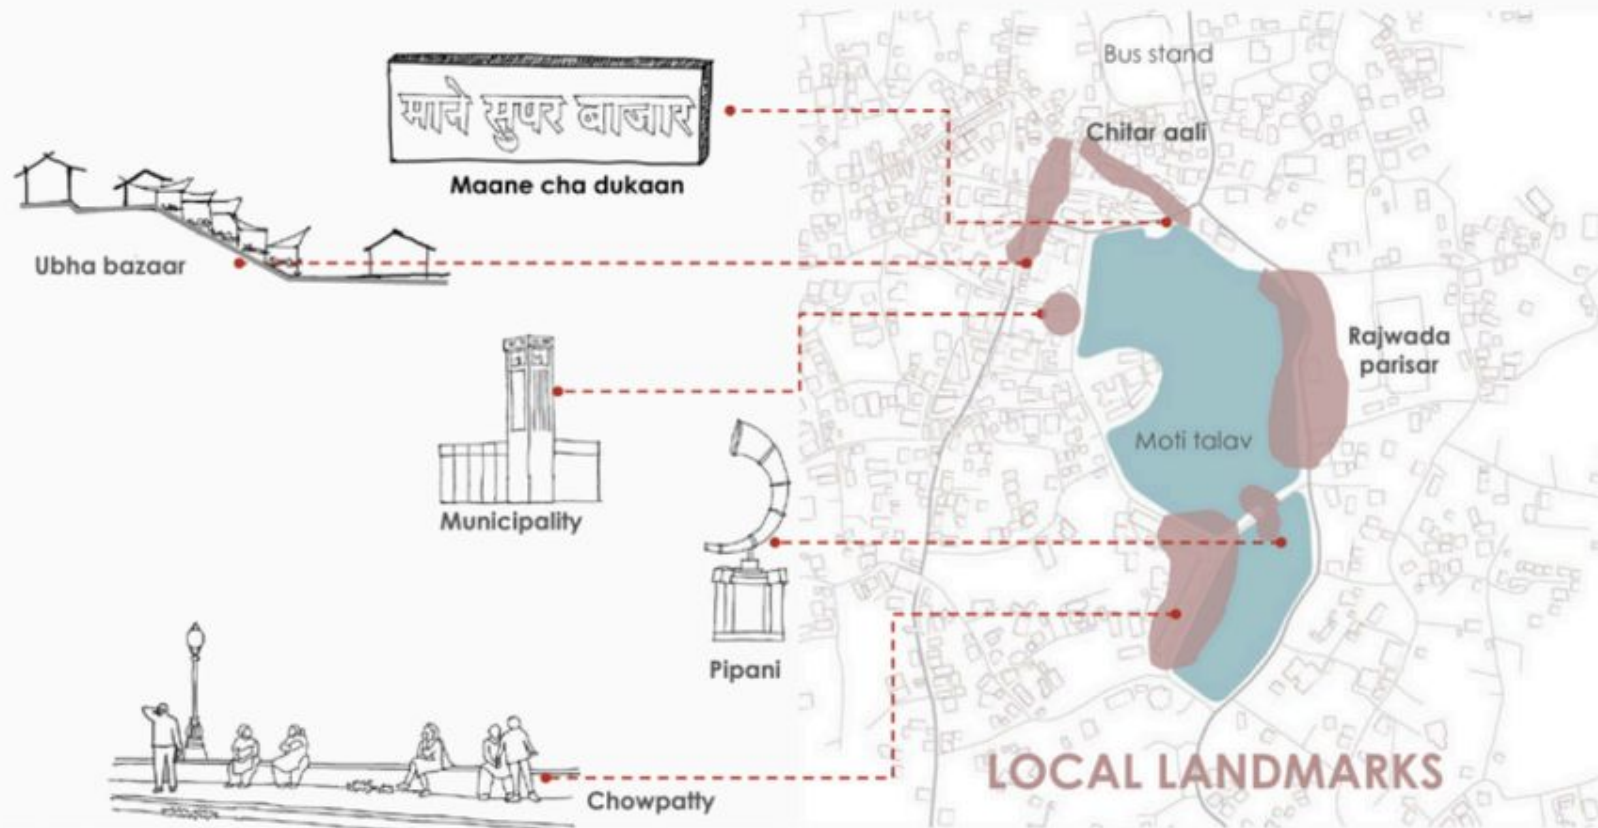 माने सुपर बाजार
Maane cha dukaan
Ubha bazaar
Municipality
Pipani
Chowpatty
Bus stand
Chitar aali
Rajwada
parisar
Moti talav
LOCAL LANDMARKS